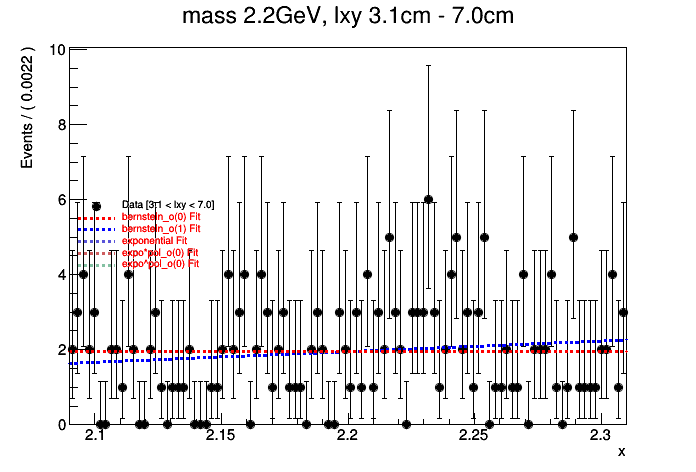 mass 2.2GeV, lxy 3.1cm - 7.0cm
Events / ( 0.0022 )
10
8
6
4
2
0
Data [3.1 < lxy < 7.0]
bernstein_o(0) Fit
bernstein_o(1) Fit
exponential Fit
expo*pol_o(0) Fit
expo^pol_o(0) Fit
2.1 2.15 2.2 2.25 2.3
x